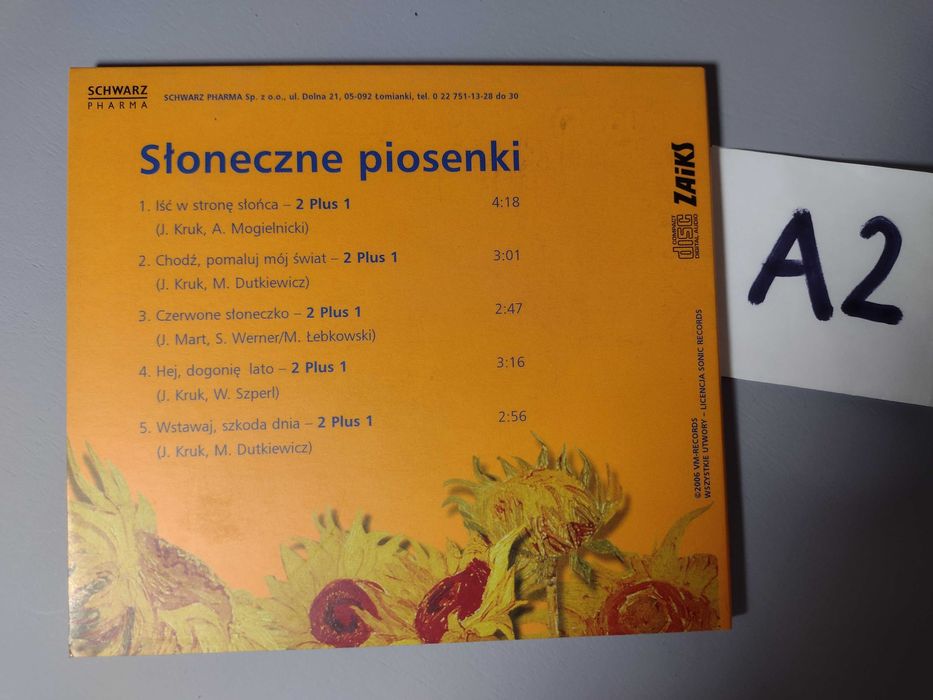 SCHWARZ
PHARMA
SCHWARZ PHARMA Sp. z o.o., ul. Dolna 21, 05-092 Łomianki, tel. 0 22 751-13-28 do 30
Słoneczne piosenki
1. Iść w stronę słońca – 2 Plus 1 4:18
(J. Kruk, A. Mogielnicki)
2. Chodź, pomaluj mój świat – 2 Plus 1 3:01
(J. Kruk, M. Dutkiewicz)
3. Czerwone słoneczko – 2 Plus 1 2:47
(J. Mart, S. Werner/M. Łebkowski)
4. Hej, dogonię lato – 2 Plus 1 3:16
(J. Kruk, W. Szperl)
5. Wstawaj, szkoda dnia – 2 Plus 1 2:56
(J. Kruk, M. Dutkiewicz)
ZAiKS
COMPACT
disc
DIGITAL AUDIO
©2006 VM-RECORDS
WSZYSTKIE UTWORY – LICENCJA SONIC RECORDS
A2